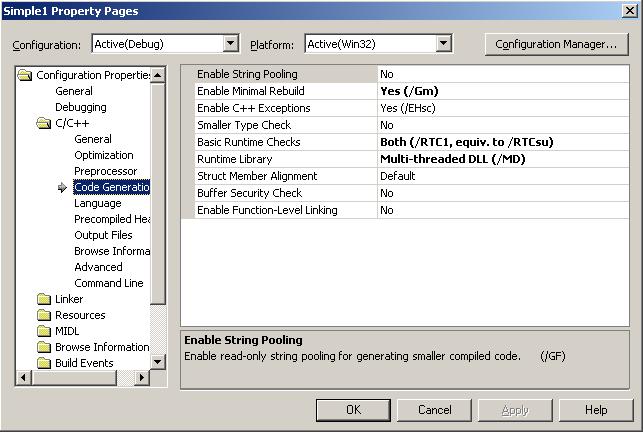 Simple1 Property Pages
Configuration: Active(Debug) Platform: Active(Win32) Configuration Manager...
Configuration Properties
General
Debugging
C/C++
General
Optimization
Preprocessor
Code Generatio
Language
Precompiled Hea
Output Files
Browse Informa
Advanced
Command Line
Linker
Resources
MIDL
Browse Information
Build Events
Enable String Pooling No
Enable Minimal Rebuild Yes (/Gm)
Enable C++ Exceptions Yes (/EHsc)
Smaller Type Check No
Basic Runtime Checks Both (/RTC1, equiv. to /RTCsu)
Runtime Library Multi-threaded DLL (/MD)
Struct Member Alignment Default
Buffer Security Check No
Enable Function-Level Linking No
Enable String Pooling
Enable read-only string pooling for generating smaller compiled code. (/GF)
OK Cancel Apply Help